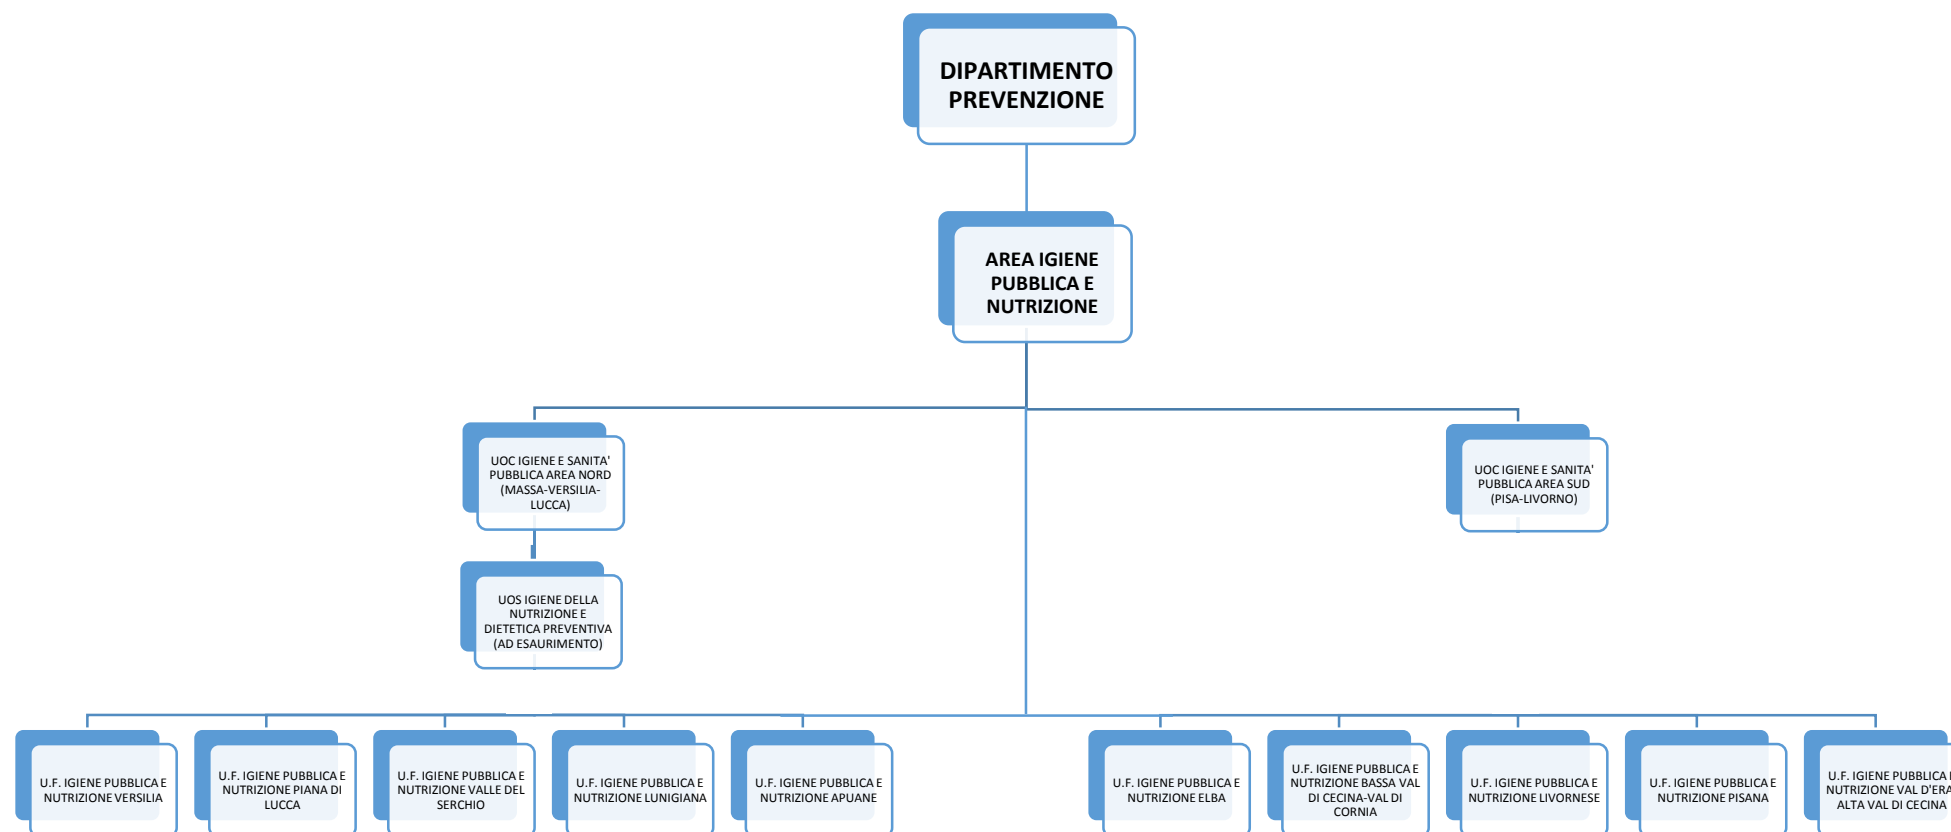 DIPARTIMENTO
PREVENZIONE
AREA IGIENE
PUBBLICA E
NUTRIZIONE
UOC IGIENE E SANITA'
PUBBLICA AREA NORD
(MASSA-VERSILIA-
LUCCA)
UOC IGIENE E SANITA'
PUBBLICA AREA SUD
(PISA-LIVORNO)
UOS IGIENE DELLA
NUTRIZIONE E
DIETETICA PREVENTIVA
(AD ESAURIMENTO)
U.F. IGIENE PUBBLICA E
NUTRIZIONE VERSILIA
U.F. IGIENE PUBBLICA E
NUTRIZIONE PIANA DI
LUCCA
U.F. IGIENE PUBBLICA E
NUTRIZIONE VALLE DEL
SERCHIO
U.F. IGIENE PUBBLICA E
NUTRIZIONE LUNIGIANA
U.F. IGIENE PUBBLICA E
NUTRIZIONE APUANE
U.F. IGIENE PUBBLICA E
NUTRIZIONE ELBA
U.F. IGIENE PUBBLICA E
NUTRIZIONE BASSA VAL
DI CECINA-VAL DI
CORNIA
U.F. IGIENE PUBBLICA E
NUTRIZIONE LIVORNESE
U.F. IGIENE PUBBLICA E
NUTRIZIONE PISANA
U.F. IGIENE PUBBLICA E
NUTRIZIONE VAL D'ERA
ALTA VAL DI CECINA